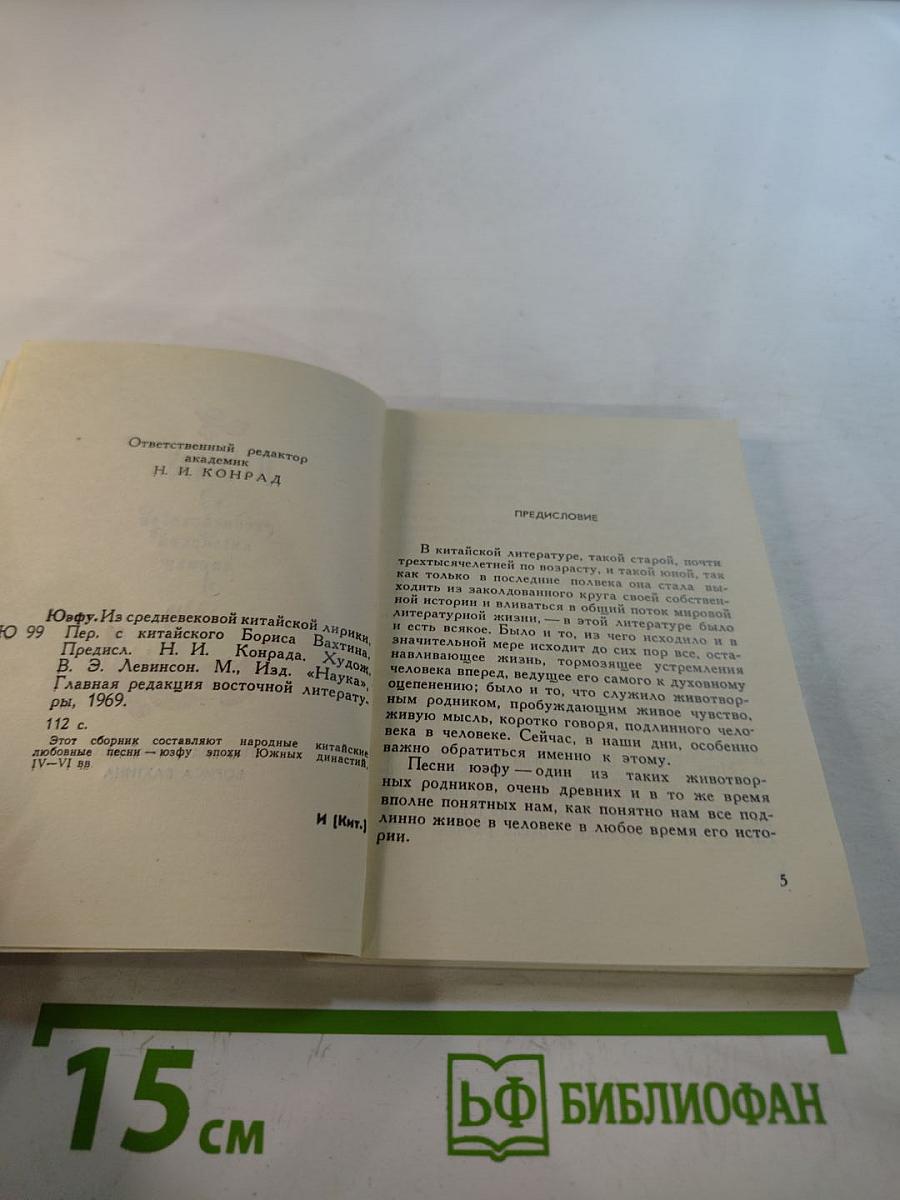 Ответственный редактор
академик
Н. И. КОНРАД
Юэфу. Из средневековой китайской лирики,
Ю 99 Пер. с китайского Бориса Вахтина,
Предисл. Н. И. Конрада. Худож.
В. Э. Левинсон. М., Изд. «Наука»,
Главная редакция восточной литерату-
ры, 1969.
112 с.
Этот сборник составляют народные китайские
любовные песни — юэфу эпохи Южных династий,
IV—VI вв
И (Кит.)
ПРЕДИСЛОВИЕ
В китайской литературе, такой старой, почти
трехтысячелетней по возрасту, и такой юной, так
как только в последние полвека она стала вы-
ходить из заколдованного круга своей собствен-
ной истории и вливаться в общий поток мировой
литературной жизни, — в этой литературе было
и есть всякое. Было и то, из чего исходило и в
значительной мере исходит до сих пор все, оста-
навливающее жизнь, тормозящее устремления
человека вперед, ведущее его самого к духовному
оцепенению; было и то, что служило животвор-
ным родником, пробуждающим живое чувство,
живую мысль, коротко говоря, подлинного чело-
века в человеке. Сейчас, в наши дни, особенно
важно обратиться именно к этому.
Песни юэфу — один из таких животвор-
ных родников, очень древних и в то же время
вполне понятных нам, как понятно нам все под-
линно живое в человеке в любое время его исто-
рии.
5
15 см
БФ БИБЛИОФАН